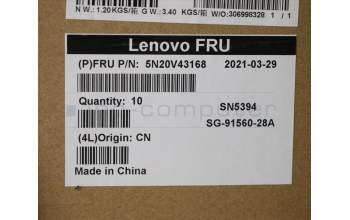 N W.: 1.20 KGS/箱 G W.: 3.40 KGS/箱 W/O:306998328 1 / 1
Lenovo FRU
(P)FRU P/N: 5N20V43168 2021-03-29
Quantity: 10 SN5394
SG-91560-28A
(4L)Origin: CN
Made in China